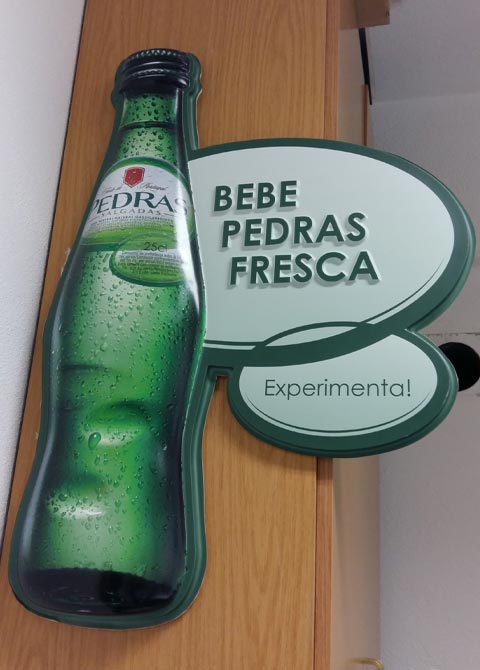 PEDRAS
SALGADAS
25cl
BEBE
PEDRAS
FRESCA
Experimenta!